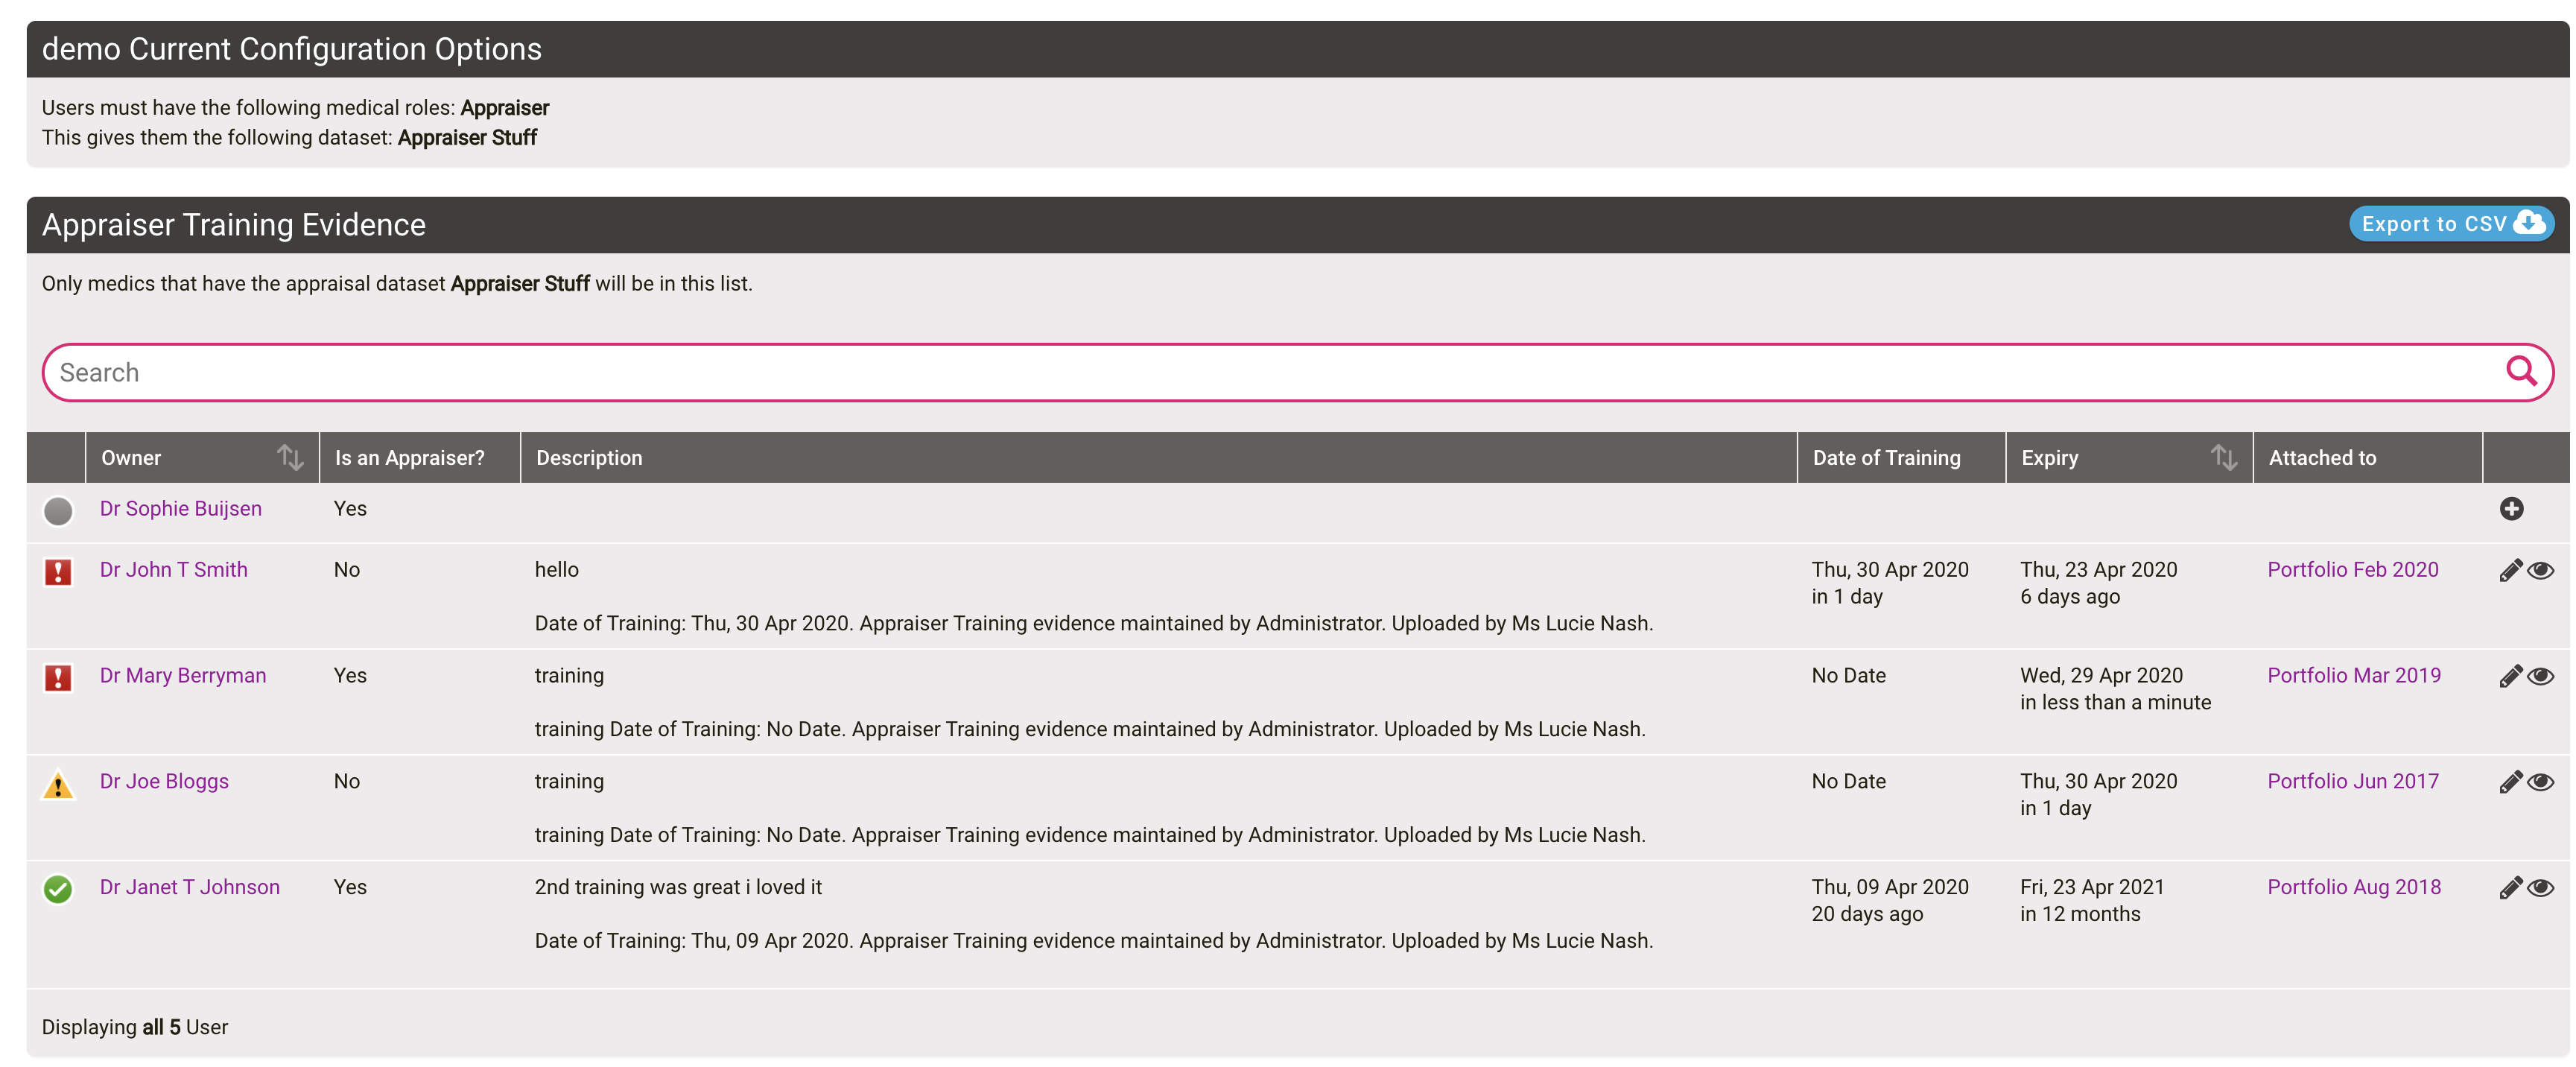 demo Current Configuration Options
Users must have the following medical roles: Appraiser
This gives them the following dataset: Appraiser Stuff
Appraiser Training Evidence
Export to CSV
Only medics that have the appraisal dataset Appraiser Stuff will be in this list.
Search
Owner Is an Appraiser? Description Date of Training Expiry Attached to
Dr Sophie Buijsen Yes
Dr John T Smith No hello Thu, 30 Apr 2020 Thu, 23 Apr 2020 Portfolio Feb 2020
in 1 day 6 days ago
Date of Training: Thu, 30 Apr 2020. Appraiser Training evidence maintained by Administrator. Uploaded by Ms Lucie Nash.
Dr Mary Berryman Yes training No Date Wed, 29 Apr 2020 Portfolio Mar 2019
in less than a minute
training Date of Training: No Date. Appraiser Training evidence maintained by Administrator. Uploaded by Ms Lucie Nash.
Dr Joe Bloggs No training No Date Thu, 30 Apr 2020 Portfolio Jun 2017
in 1 day
training Date of Training: No Date. Appraiser Training evidence maintained by Administrator. Uploaded by Ms Lucie Nash.
Dr Janet T Johnson Yes 2nd training was great i loved it Thu, 09 Apr 2020 Fri, 23 Apr 2021 Portfolio Aug 2018
20 days ago in 12 months
Date of Training: Thu, 09 Apr 2020. Appraiser Training evidence maintained by Administrator. Uploaded by Ms Lucie Nash.
Displaying all 5 User